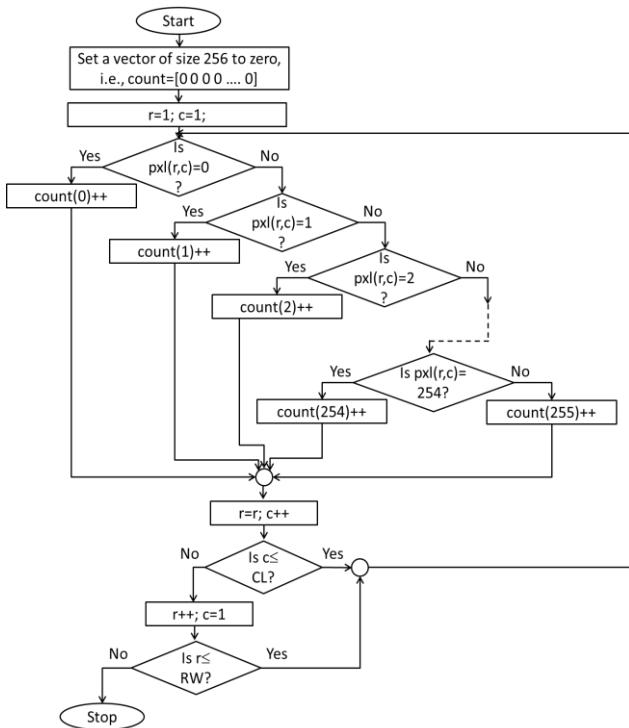 Start
Set a vector of size 256 to zero,
i.e., count=[0 0 0 0 .... 0]
r=1; c=1;
Is
pxl(r,c)=0
?
Yes
No
count(0)++
Is
pxl(r,c)=1
?
Yes
No
count(1)++
Is
pxl(r,c)=2
?
Yes
No
count(2)++
Is pxl(r,c)=
254?
Yes
No
count(254)++
count(255)++
r=r; c++
Is c≤
CL?
No
Yes
r++; c=1
Is r≤
RW?
No
Yes
Stop